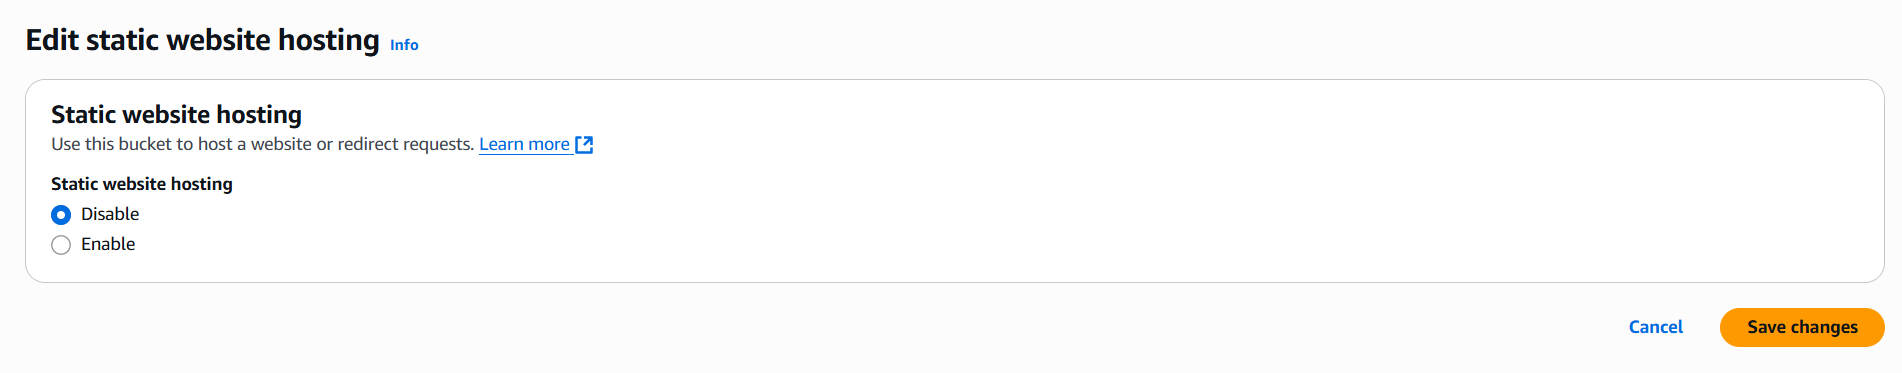 Edit static website hosting Info
Static website hosting
Use this bucket to host a website or redirect requests. Learn more
Static website hosting
Disable
Enable
Cancel Save changes